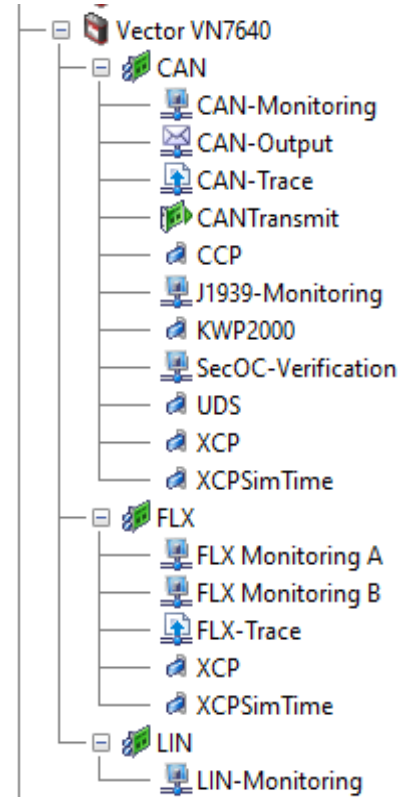 Vector VN7640
CAN
CAN-Monitoring
CAN-Output
CAN-Trace
CANTransmit
CCP
J1939-Monitoring
KWP2000
SecOC-Verification
UDS
XCP
XCPSimTime
FLX
FLX Monitoring A
FLX Monitoring B
FLX-Trace
XCP
XCPSimTime
LIN
LIN-Monitoring